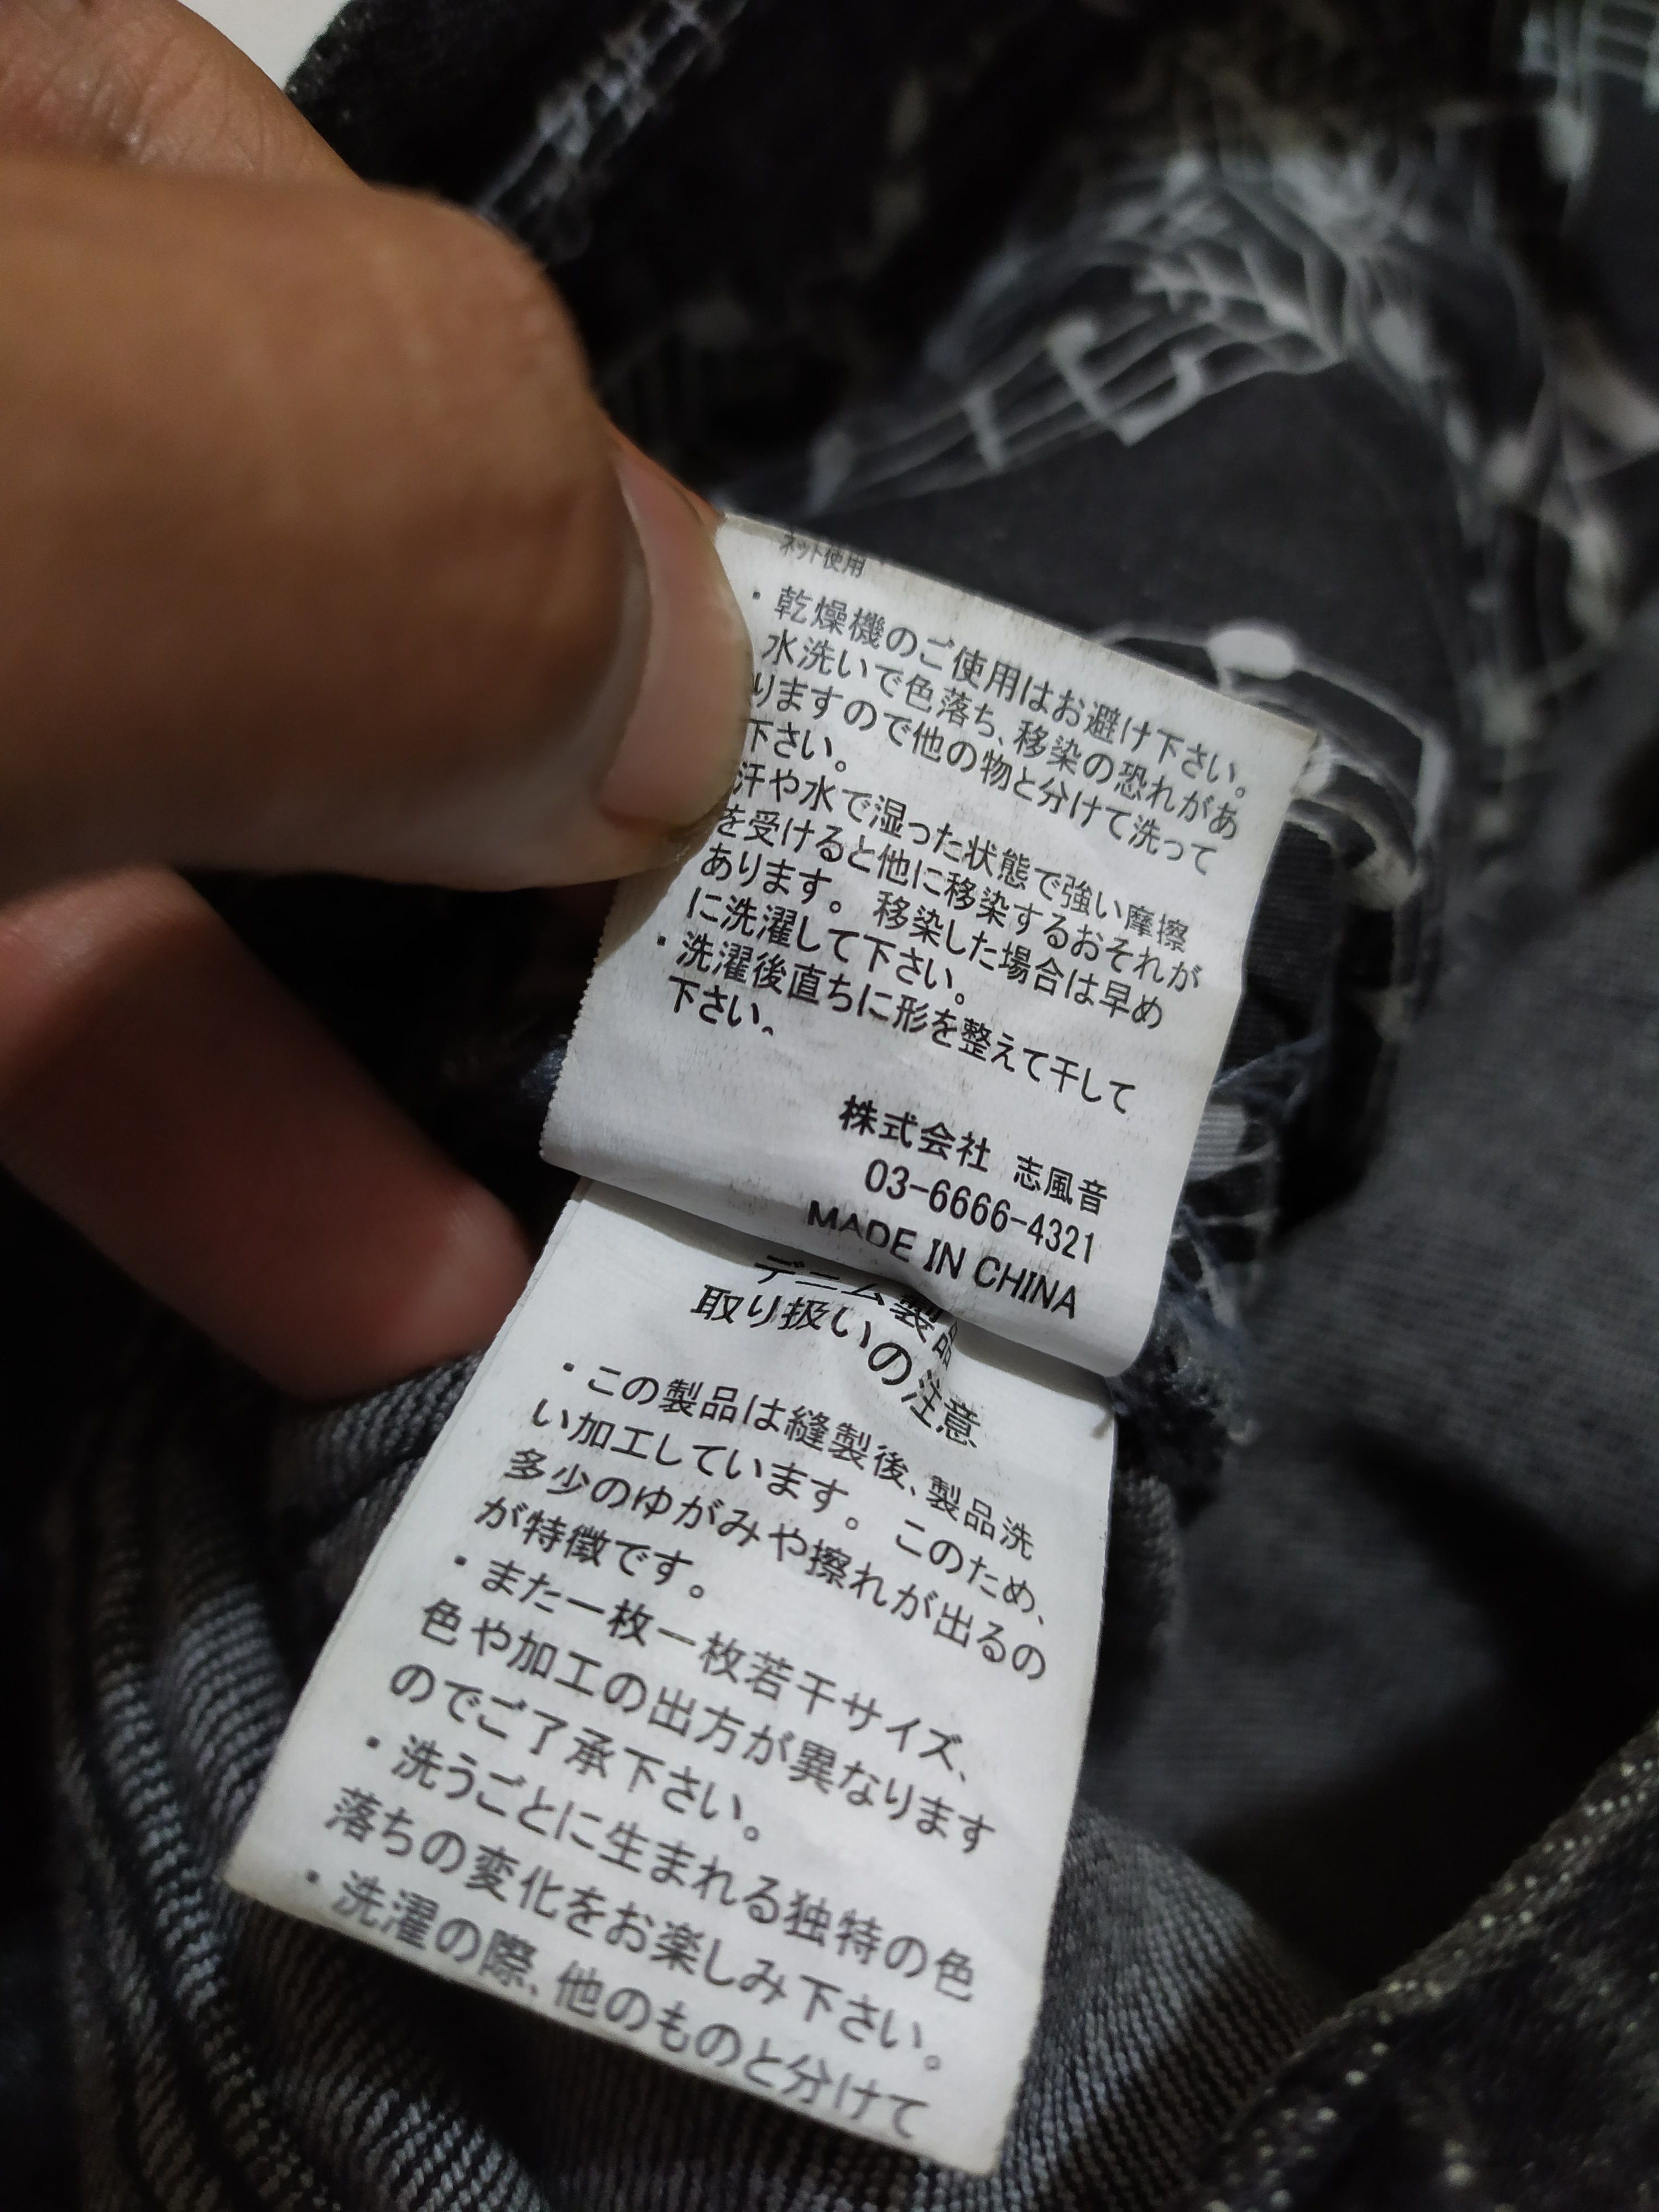 ネット使用
・乾燥機のご使用はお避け下さい。
水洗いで色落ち、移染の恐れがあ
りますので他の物と分けて洗って
下さい。
汗や水で湿った状態で強い摩擦
を受けると他に移染するおそれが
あります。移染した場合は早め
に洗濯して下さい。
・洗濯後直ちに形を整えて干して
下さい。
株式会社 志風音
03-6666-4321
MADE IN CHINA
デニム製品
取り扱いの注意
・この製品は縫製後、製品洗
い加工しています。このため、
多少のゆがみや擦れが出るの
が特徴です。
・また一枚一枚若干サイズ、
色や加工の出方が異なります
のでご了承下さい。
・洗うごとに生まれる独特の色
落ちの変化をお楽しみ下さい。
・洗濯の際、他のものと分けて